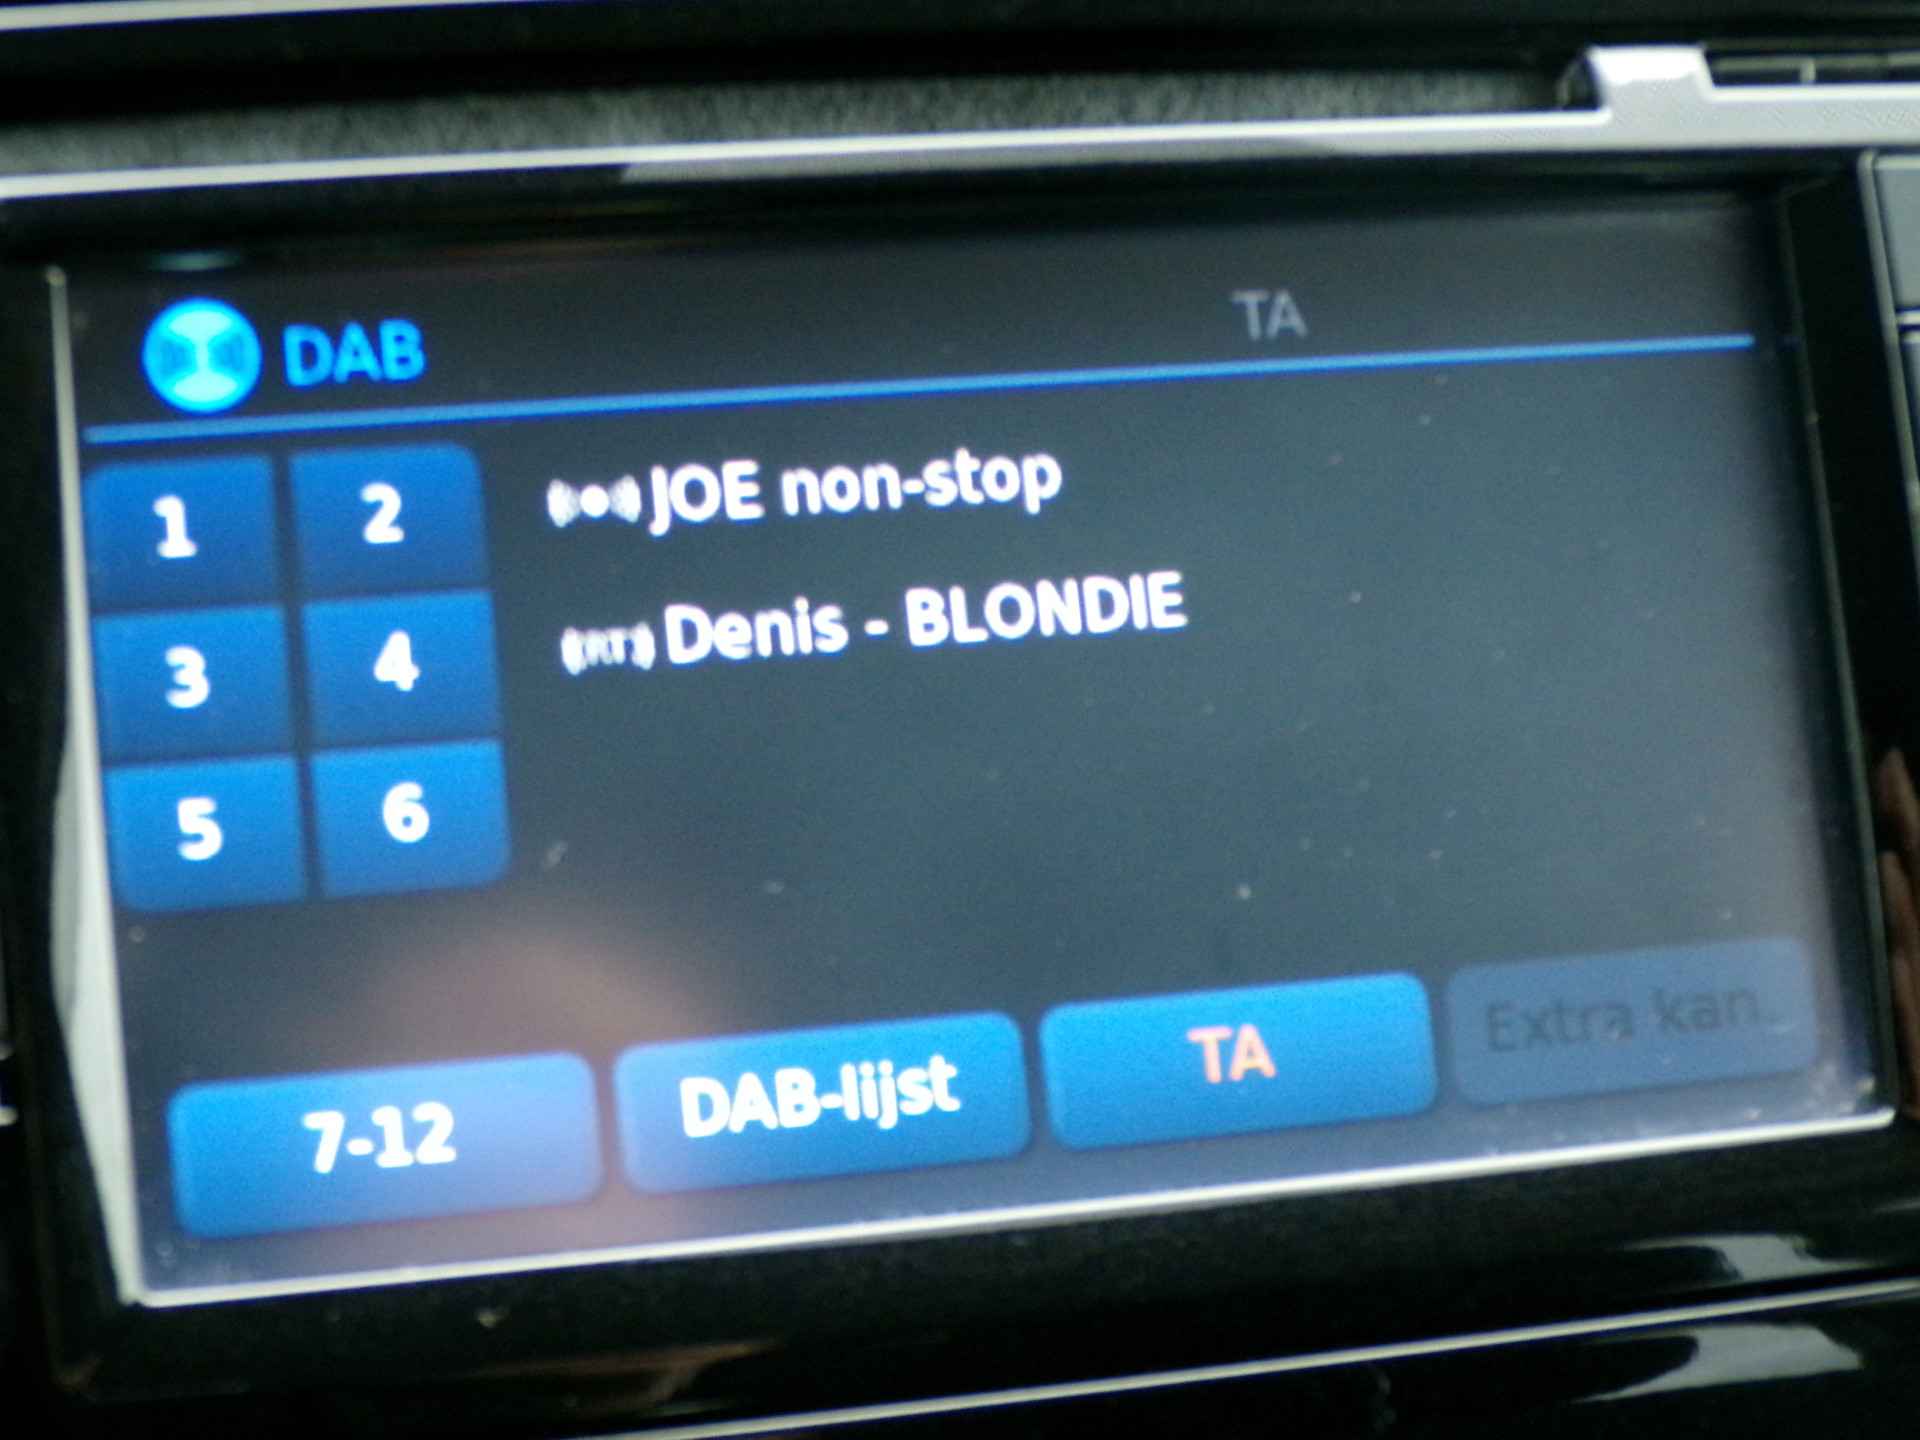 DAB TA
1 2
JOE non-stop
3 4
RT Denis - BLONDIE
5 6
7-12 DAB-lijst TA Extra kan.